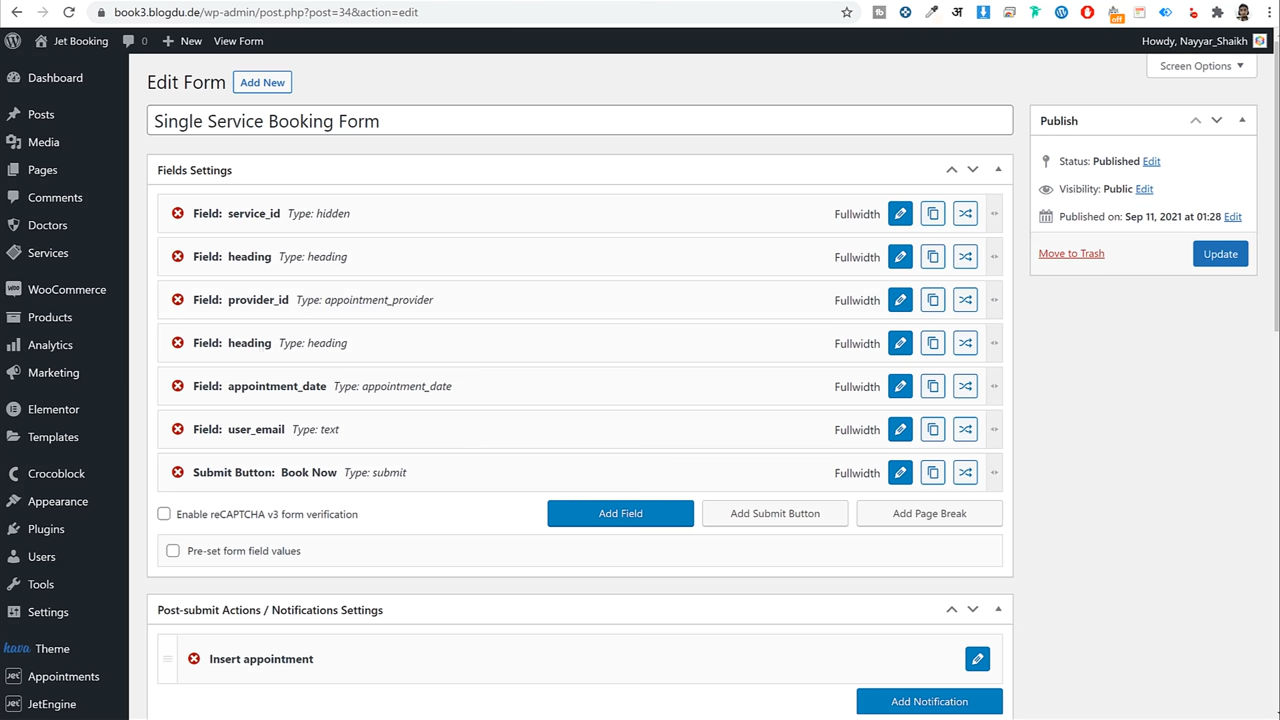 book3.blogdu.de/wp-admin/post.php?post=34&action=edit
off
Jet Booking
0
New
View Form
Howdy, Nayyar_Shaikh
Dashboard
Posts
Media
Pages
Comments
Doctors
Services
WooCommerce
Products
Analytics
Marketing
Elementor
Templates
Crocoblock
Appearance
Plugins
Users
Tools
Settings
kava Theme
Appointments
JetEngine
Screen Options
Edit Form
Add New
Single Service Booking Form
Fields Settings
Field: service_id Type: hidden Fullwidth
Field: heading Type: heading Fullwidth
Field: provider_id Type: appointment_provider Fullwidth
Field: heading Type: heading Fullwidth
Field: appointment_date Type: appointment_date Fullwidth
Field: user_email Type: text Fullwidth
Submit Button: Book Now Type: submit Fullwidth
Enable reCAPTCHA v3 form verification
Add Field
Add Submit Button
Add Page Break
Pre-set form field values
Post-submit Actions / Notifications Settings
Insert appointment
Add Notification
Publish
Status: Published Edit
Visibility: Public Edit
Published on: Sep 11, 2021 at 01:28 Edit
Move to Trash
Update